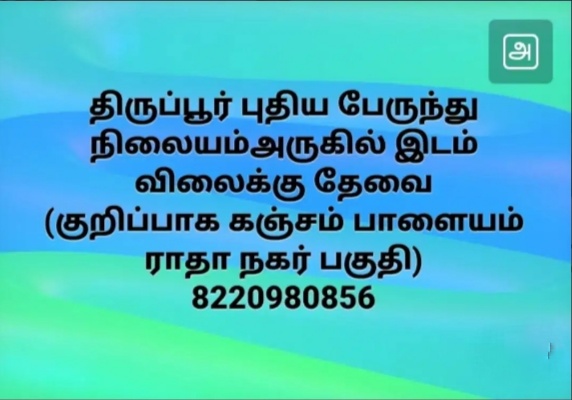 அ
திருப்பூர் புதிய பேருந்து
நிலையம்அருகில் இடம்
விலைக்கு தேவை
(குறிப்பாக கஞ்சம் பாளையம்
ராதா நகர் பகுதி)
8220980856